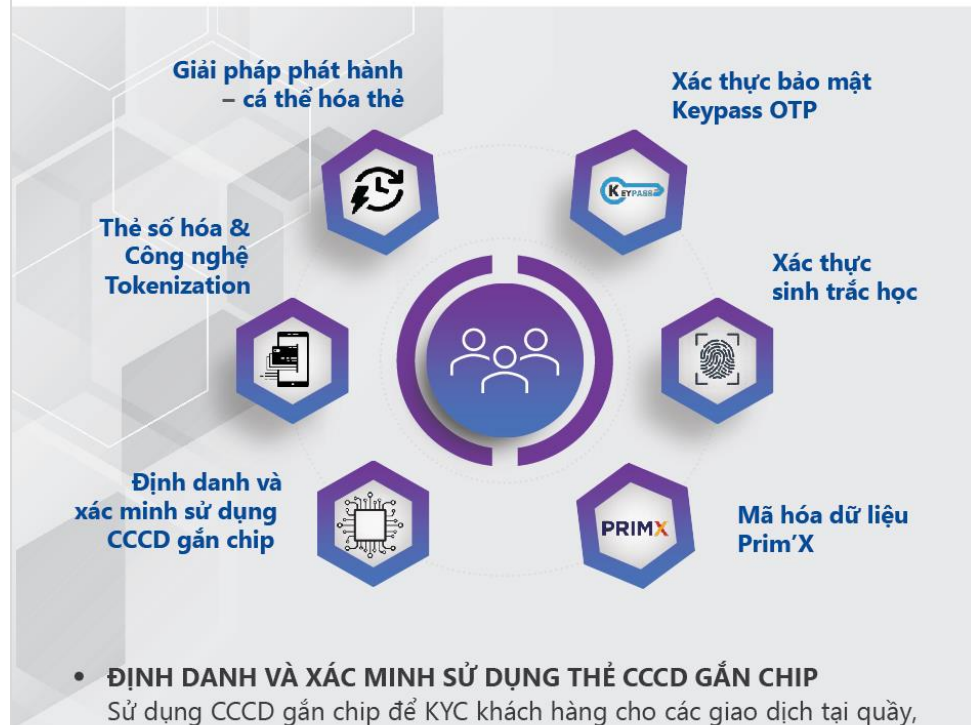 Giải pháp phát hành
– cá thể hóa thẻ
Xác thực bảo mật
Keypass OTP
KEYPASS
Thẻ số hóa &
Công nghệ
Tokenization
Xác thực
sinh trắc học
Định danh và
xác minh sử dụng
CCCD gắn chip
PRIMX
Mã hóa dữ liệu
Prim’X
• ĐỊNH DANH VÀ XÁC MINH SỬ DỤNG THẺ CCCD GẮN CHIP
Sử dụng CCCD gắn chip để KYC khách hàng cho các giao dịch tại quầy,